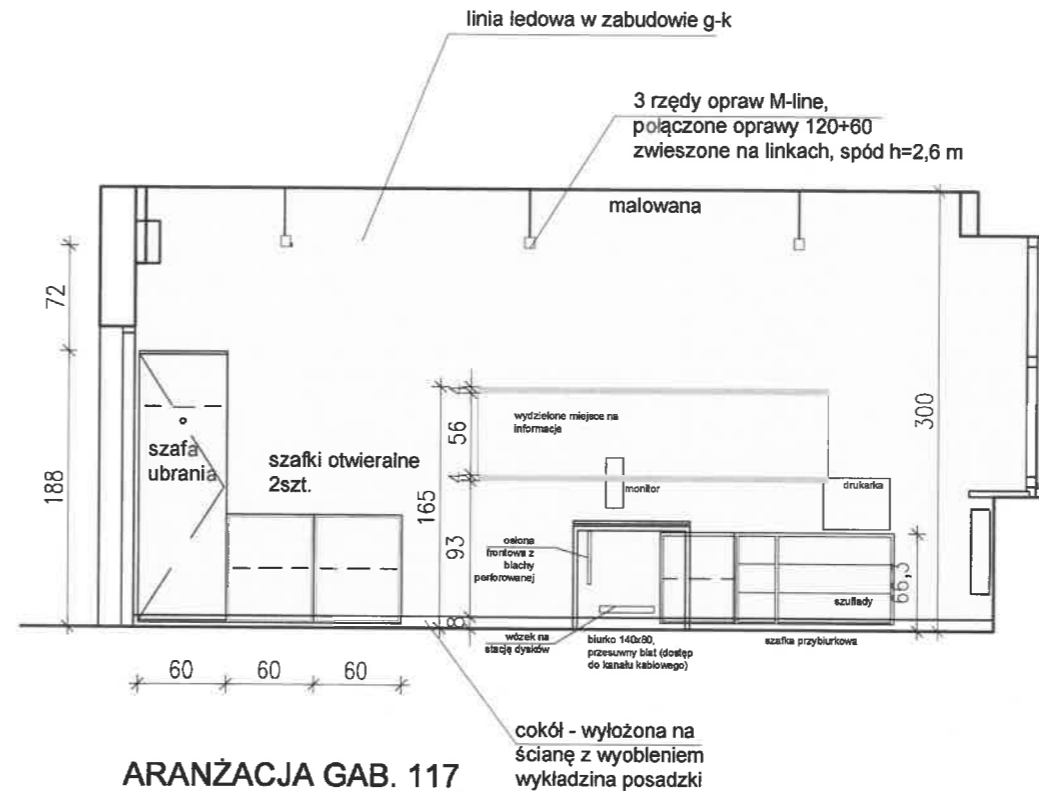 linia ledowa w zabudowie g-k
3 rzędy opraw M-line,
połączone oprawy 120+60
zwieszone na linkach, spód h=2,6 m
malowana
72
188
szafa
ubrania
szafki otwieralne
2szt.
165
56
93
8
wydzielone miejsce na
informacje
monitor
drukarka
300
osłona
frontowa z
blachy
perforowanej
szuflady
66,5
wózek na
stację dysków
biurko 140x80,
przesuwny blat (dostęp
do kanału kablowego)
szafka przybiurkowa
60
60
60
cokół - wyłożona na
ścianę z wyobleniem
wykładzina posadzki
ARANŻACJA GAB. 117